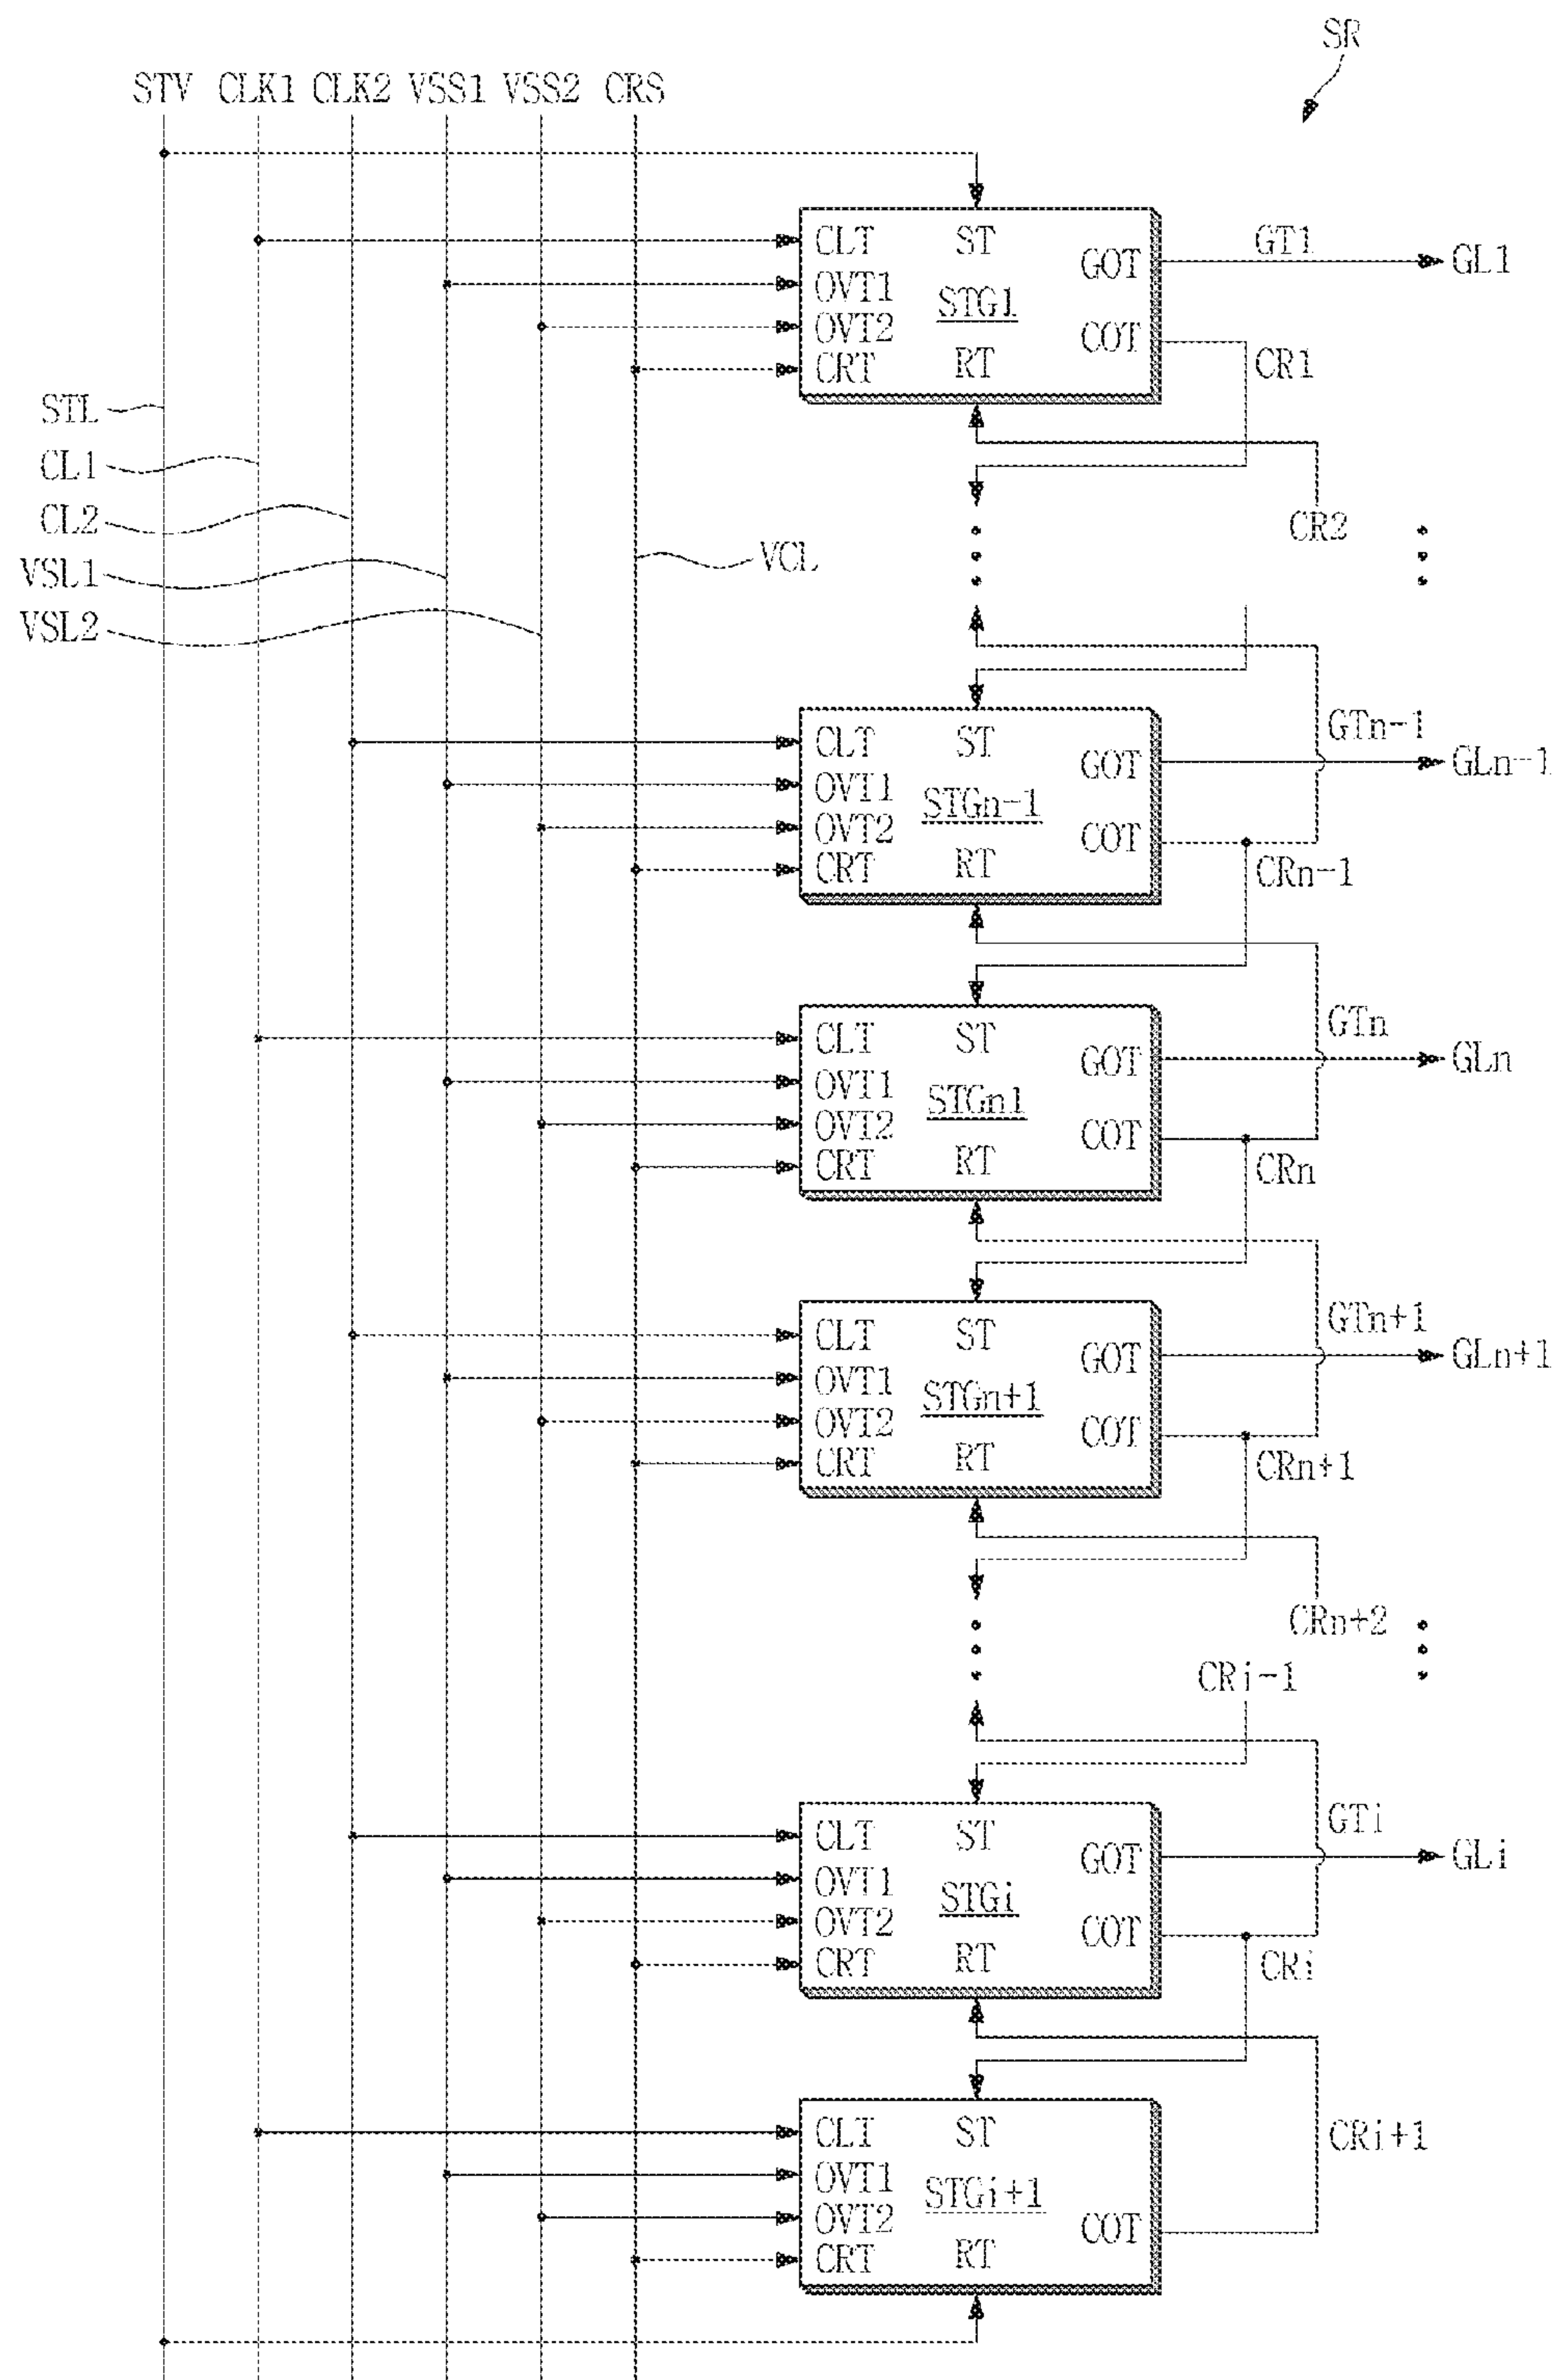 SR
STV CLK1 CLK2 VSS1 VSS2 CRS
CLT ST GOT GT1 GL1
OVT1 STG1
OVT2 COT
CRT RT CR1
STL
CL1
CL2 CR2
VSL1 VCL
VSL2
GTn-1
CLT ST GOT GLn-1
OVT1 STGn-1
OVT2 COT
CRT RT CRn-1
GTn
CLT ST GOT GLn
OVT1 STGn1
OVT2 COT
CRT RT CRn
GTn+1
CLT ST GOT GLn+1
OVT1 STGn+1
OVT2 COT
CRT RT CRn+1
CRn+2
CRi-1
GTi
CLT ST GOT GLi
OVT1 STGi
OVT2 COT
CRT RT CRi
CLT ST CRi+1
OVT1 STGi+1
OVT2 COT
CRT RT